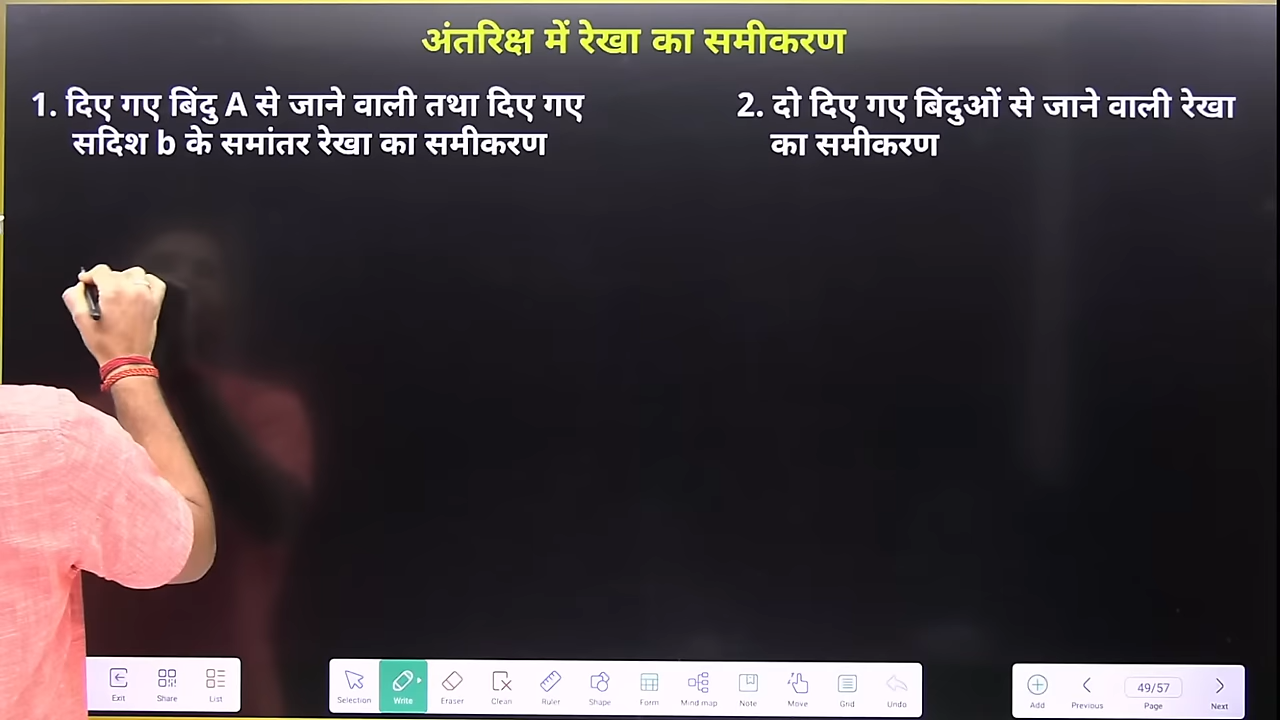 अंतरिक्ष में रेखा का समीकरण
1. दिए गए बिंदु A से जाने वाली तथा दिए गए
सदिश b के समांतर रेखा का समीकरण
2. दो दिए गए बिंदुओं से जाने वाली रेखा
का समीकरण
Exit Share List
Selection Write Eraser Clean Ruler Shape Form Mind map Note Move Grid Undo
Add Previous 49/57 Page Next